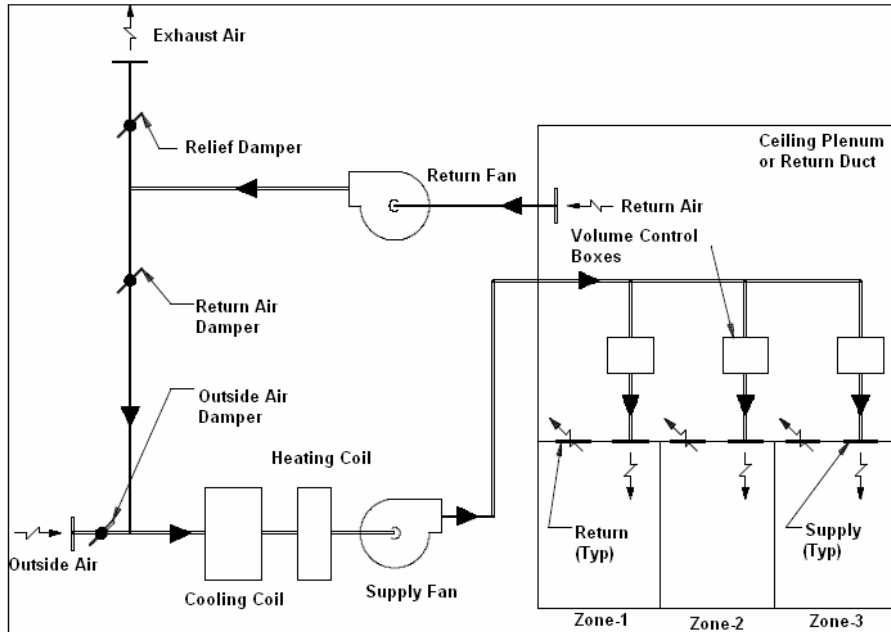 Exhaust Air
Relief Damper
Return Fan
Ceiling Plenum
or Return Duct
Return Air
Volume Control
Boxes
Return Air
Damper
Outside Air
Damper
Heating Coil
Outside Air
Cooling Coil
Supply Fan
Return
(Typ)
Supply
(Typ)
Zone-1
Zone-2
Zone-3